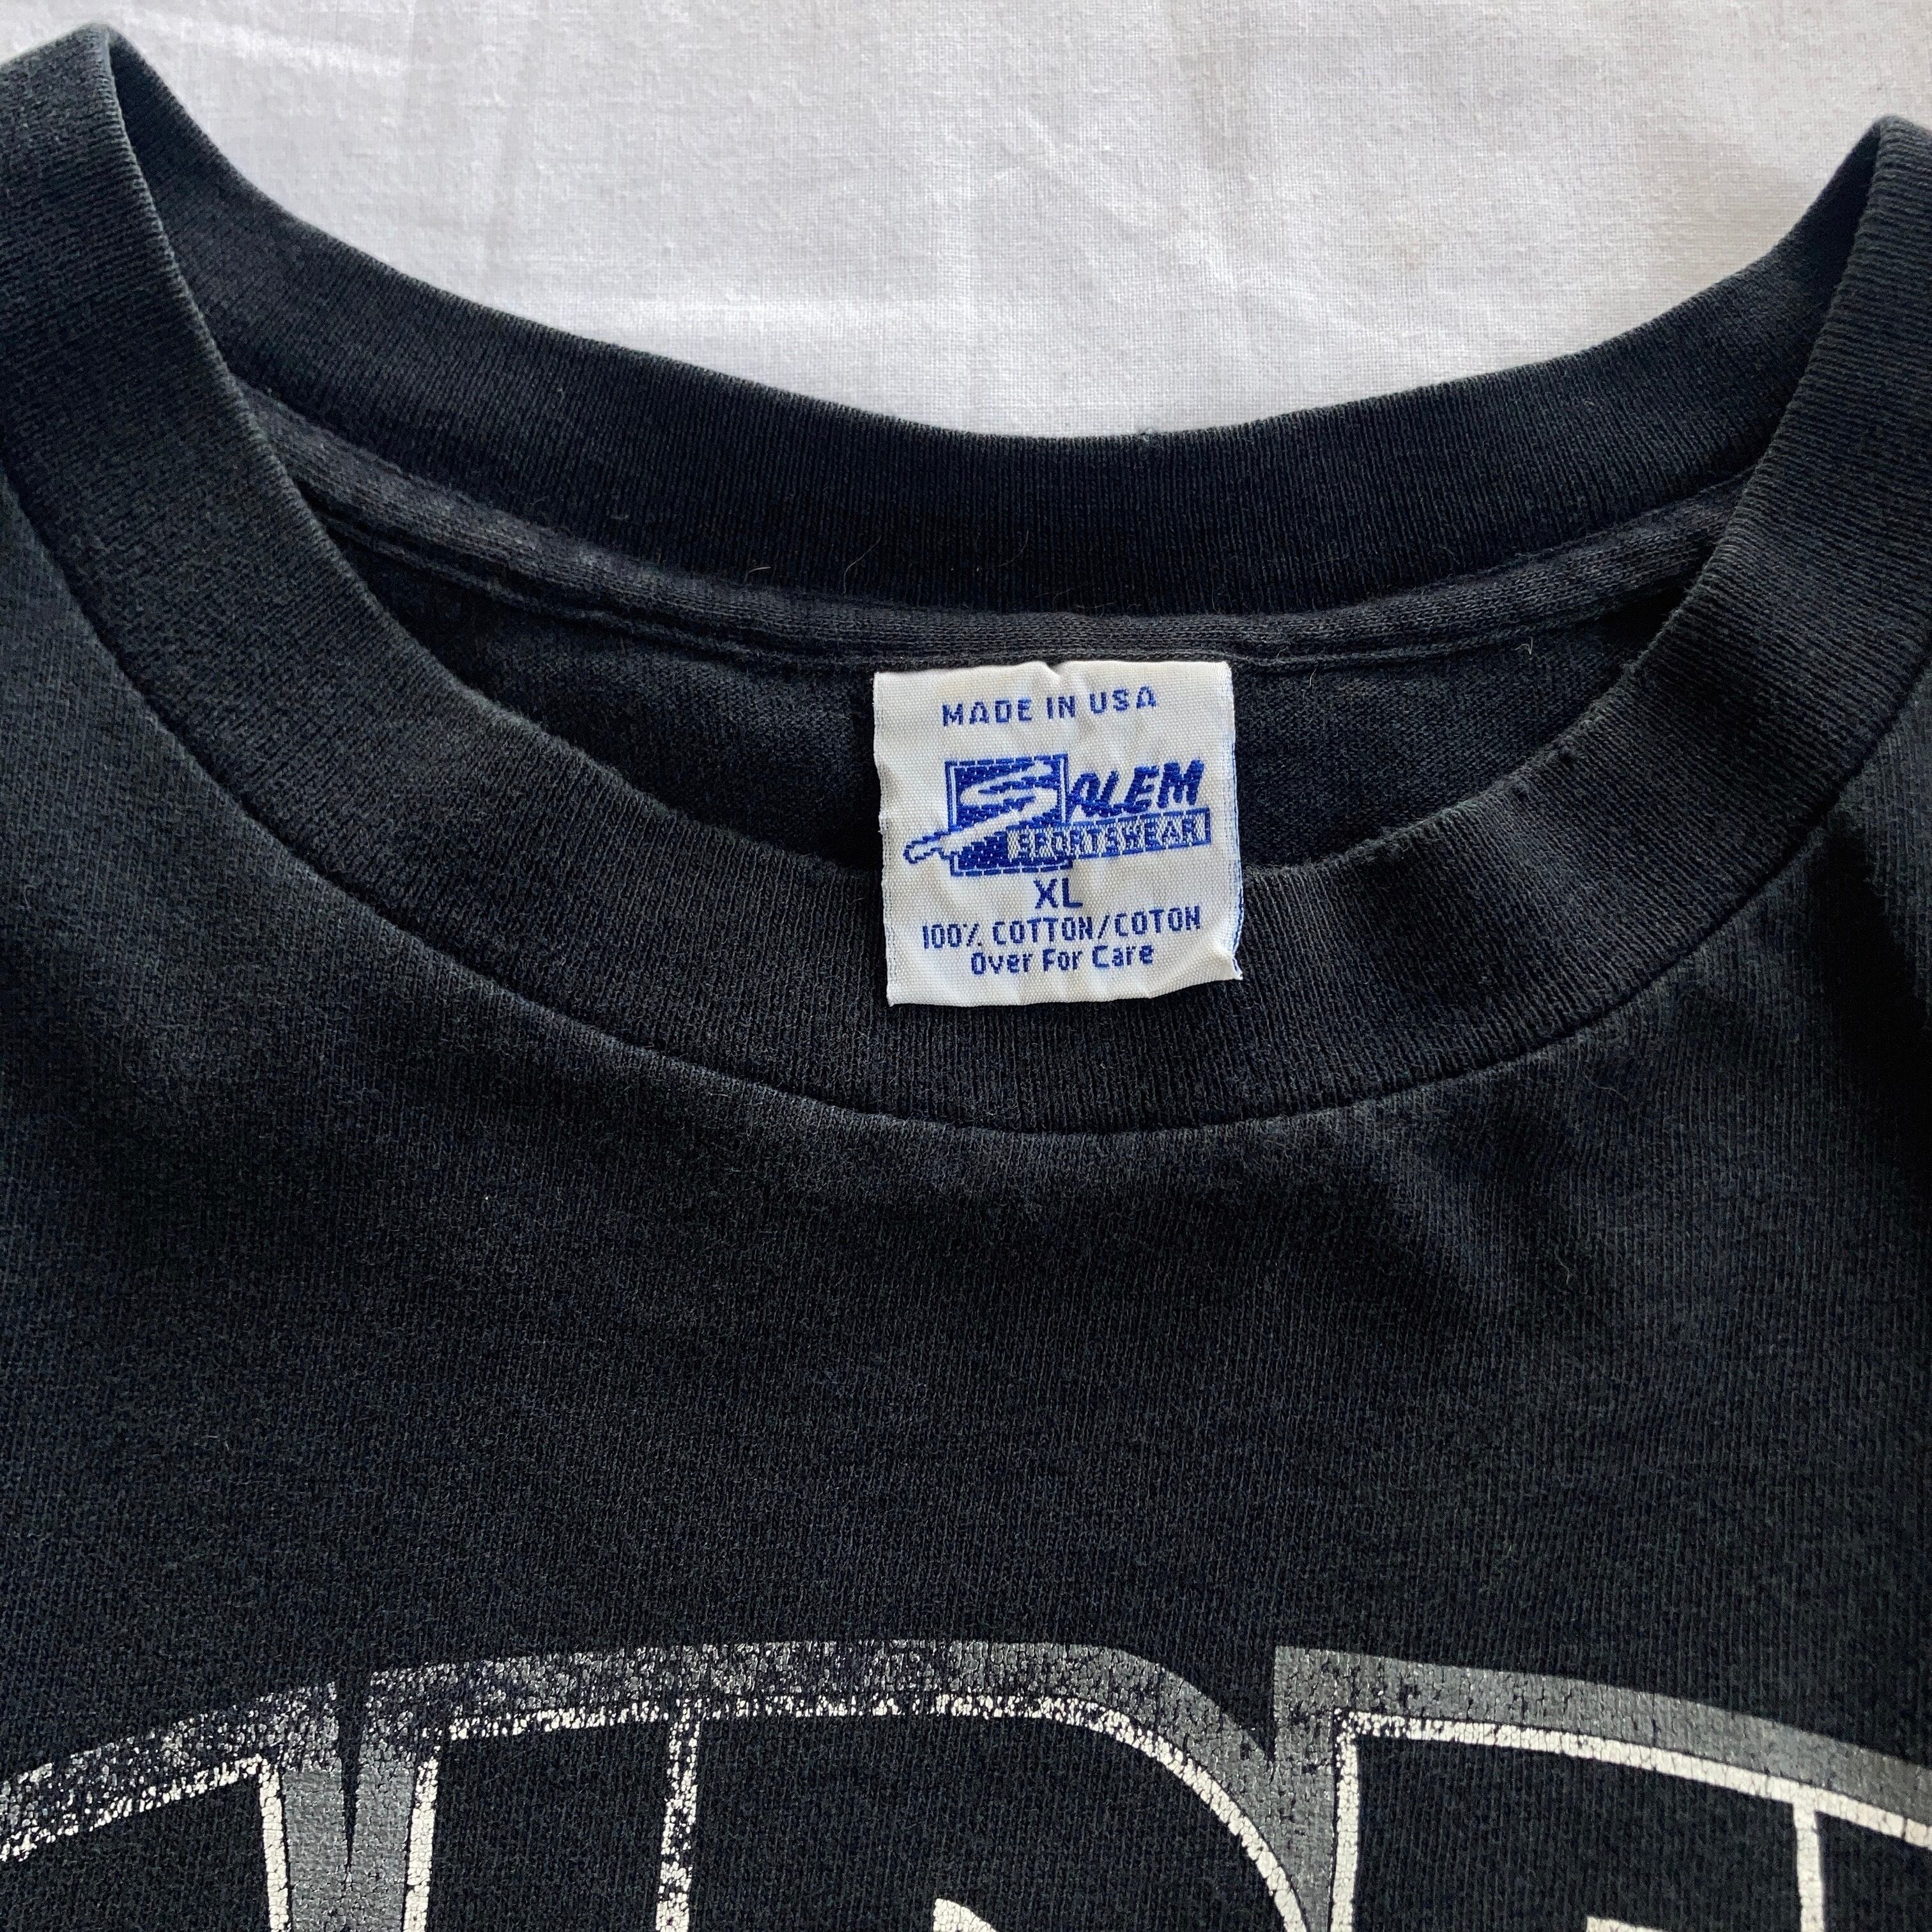 MADE IN USA
SALEM
SPORTSWEAR
XL
100% COTTON/COTON
Over For Care